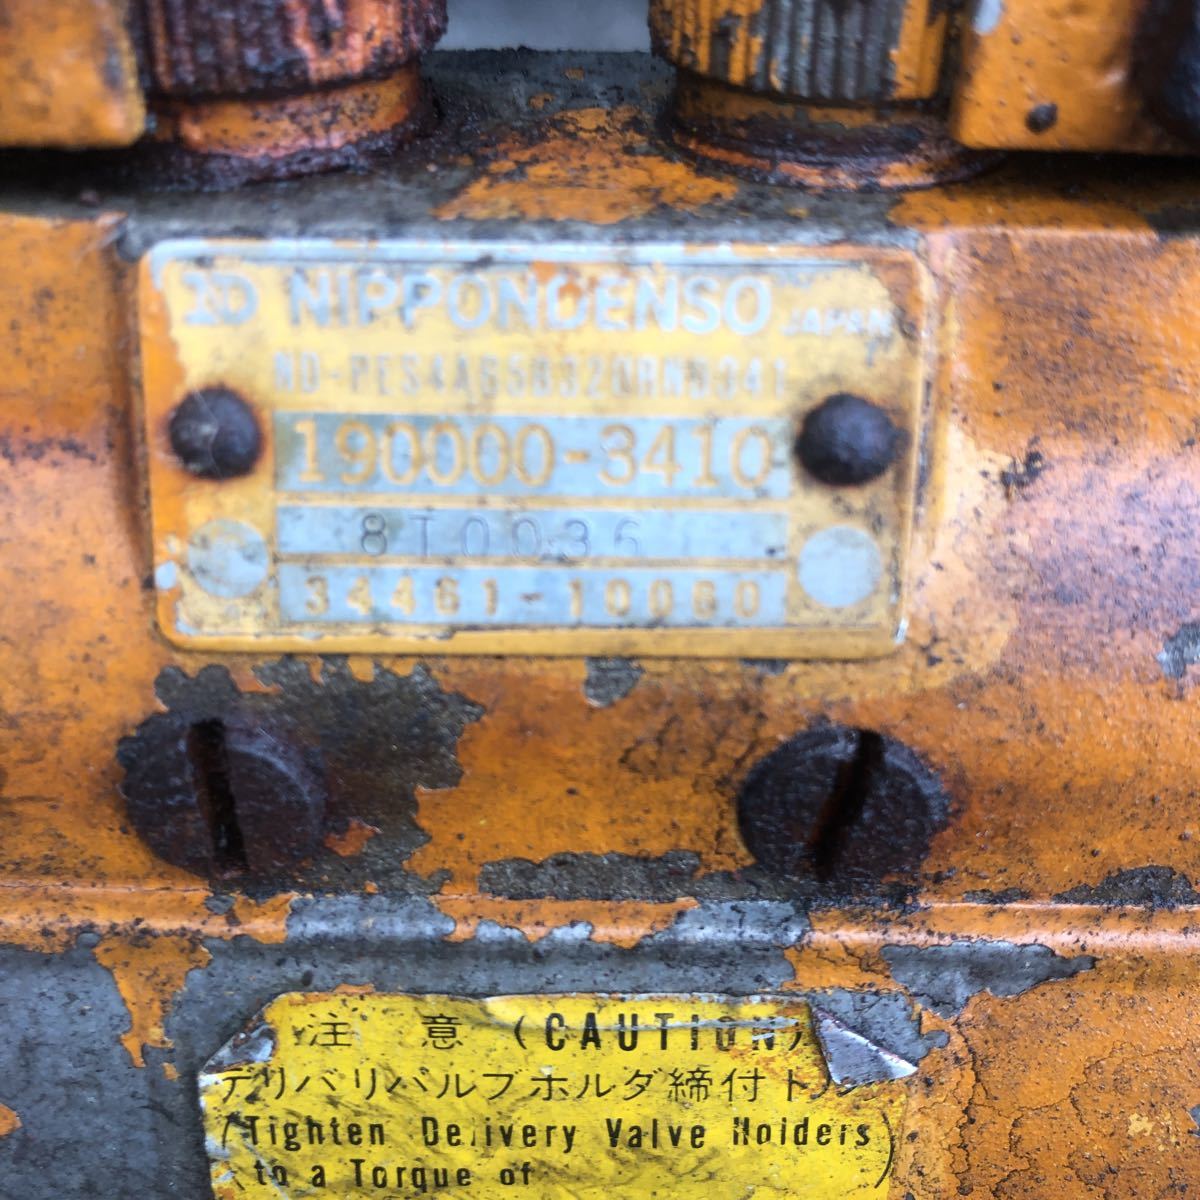 ND NIPPONDENSO JAPAN
190000-3410
8T0036
34461-10060
注 意 (CAUTION)
デリバリバルブホルダ締付ト
(Tighten Delivery Valve Holders
to a Torque of